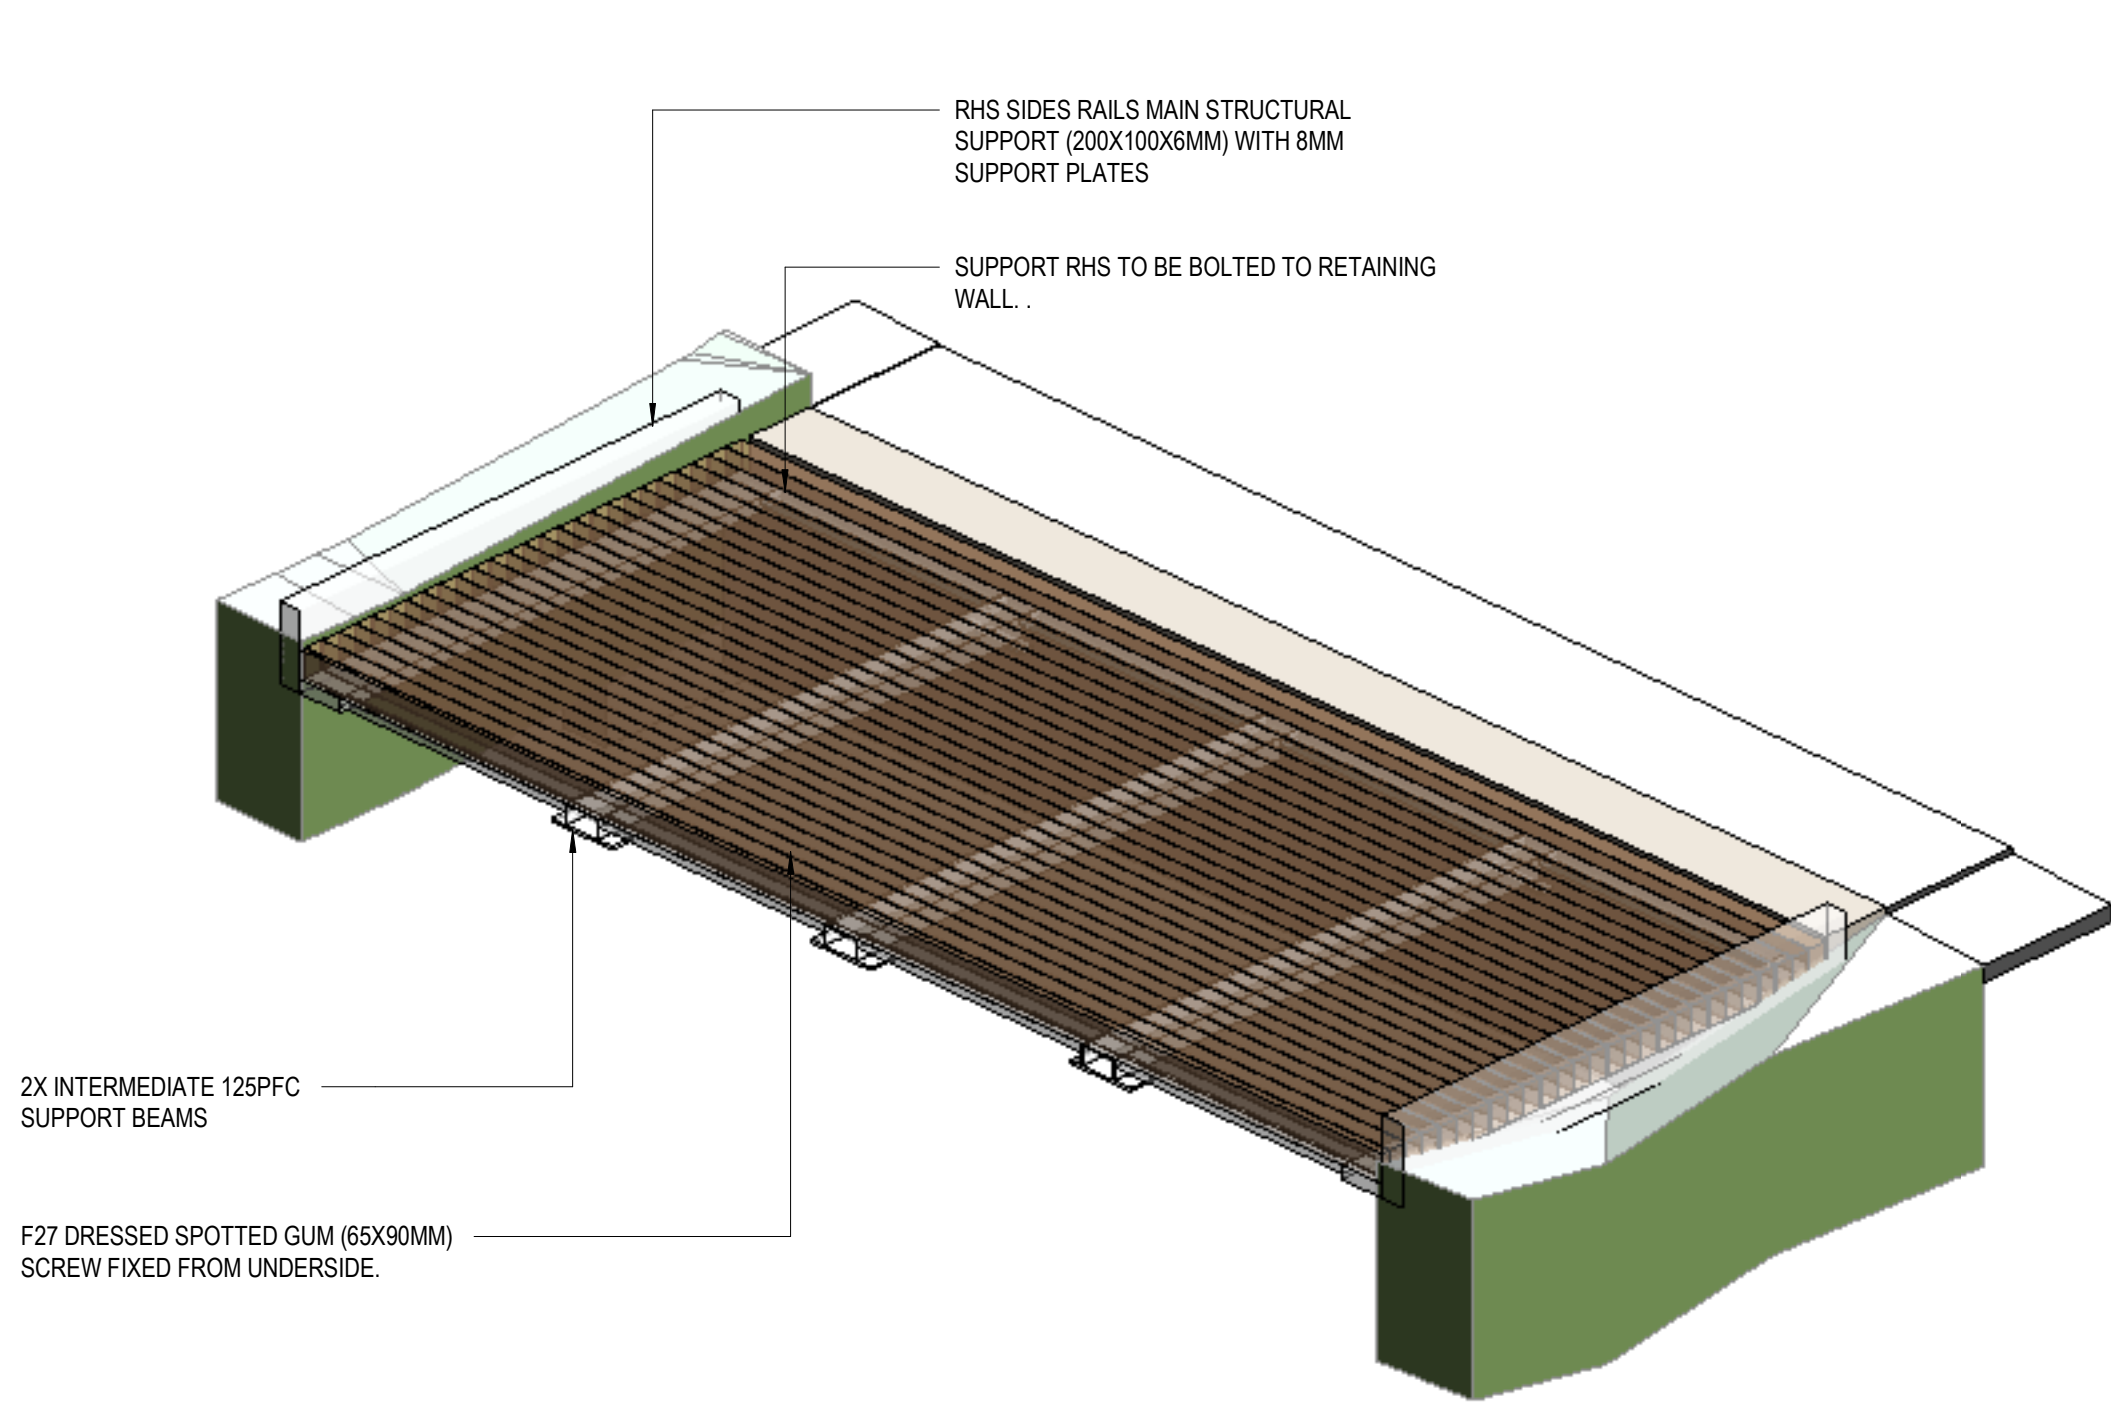 RHS SIDES RAILS MAIN STRUCTURAL
SUPPORT (200X100X6MM) WITH 8MM
SUPPORT PLATES
SUPPORT RHS TO BE BOLTED TO RETAINING
WALL. .
2X INTERMEDIATE 125PFC
SUPPORT BEAMS
F27 DRESSED SPOTTED GUM (65X90MM)
SCREW FIXED FROM UNDERSIDE.